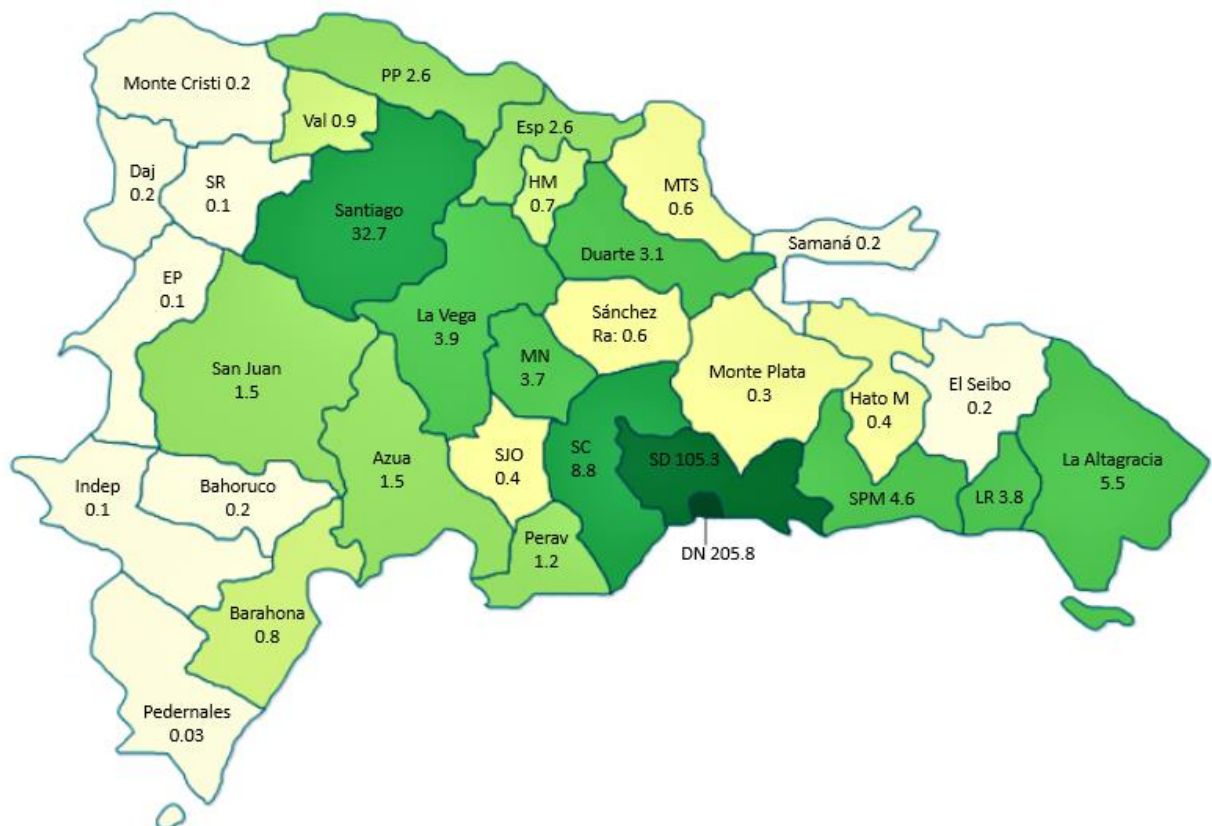 PP 2.6
Monte Cristi 0.2
Val 0.9
Esp 2.6
Daj
0.2
SR
0.1
HM
0.7
MTS
0.6
Santiago
32.7
Samaná 0.2
Duarte 3.1
EP
0.1
La Vega
3.9
Sánchez
Ra: 0.6
MN
3.7
San Juan
1.5
Monte Plata
0.3
El Seibo
0.2
Hato M
0.4
SJO
0.4
SC
8.8
SD 105.3
Azua
1.5
La Altagracia
5.5
Indep
0.1
Bahoruco
0.2
SPM 4.6
LR 3.8
Perav
1.2
DN 205.8
Barahona
0.8
Pedernales
0.03